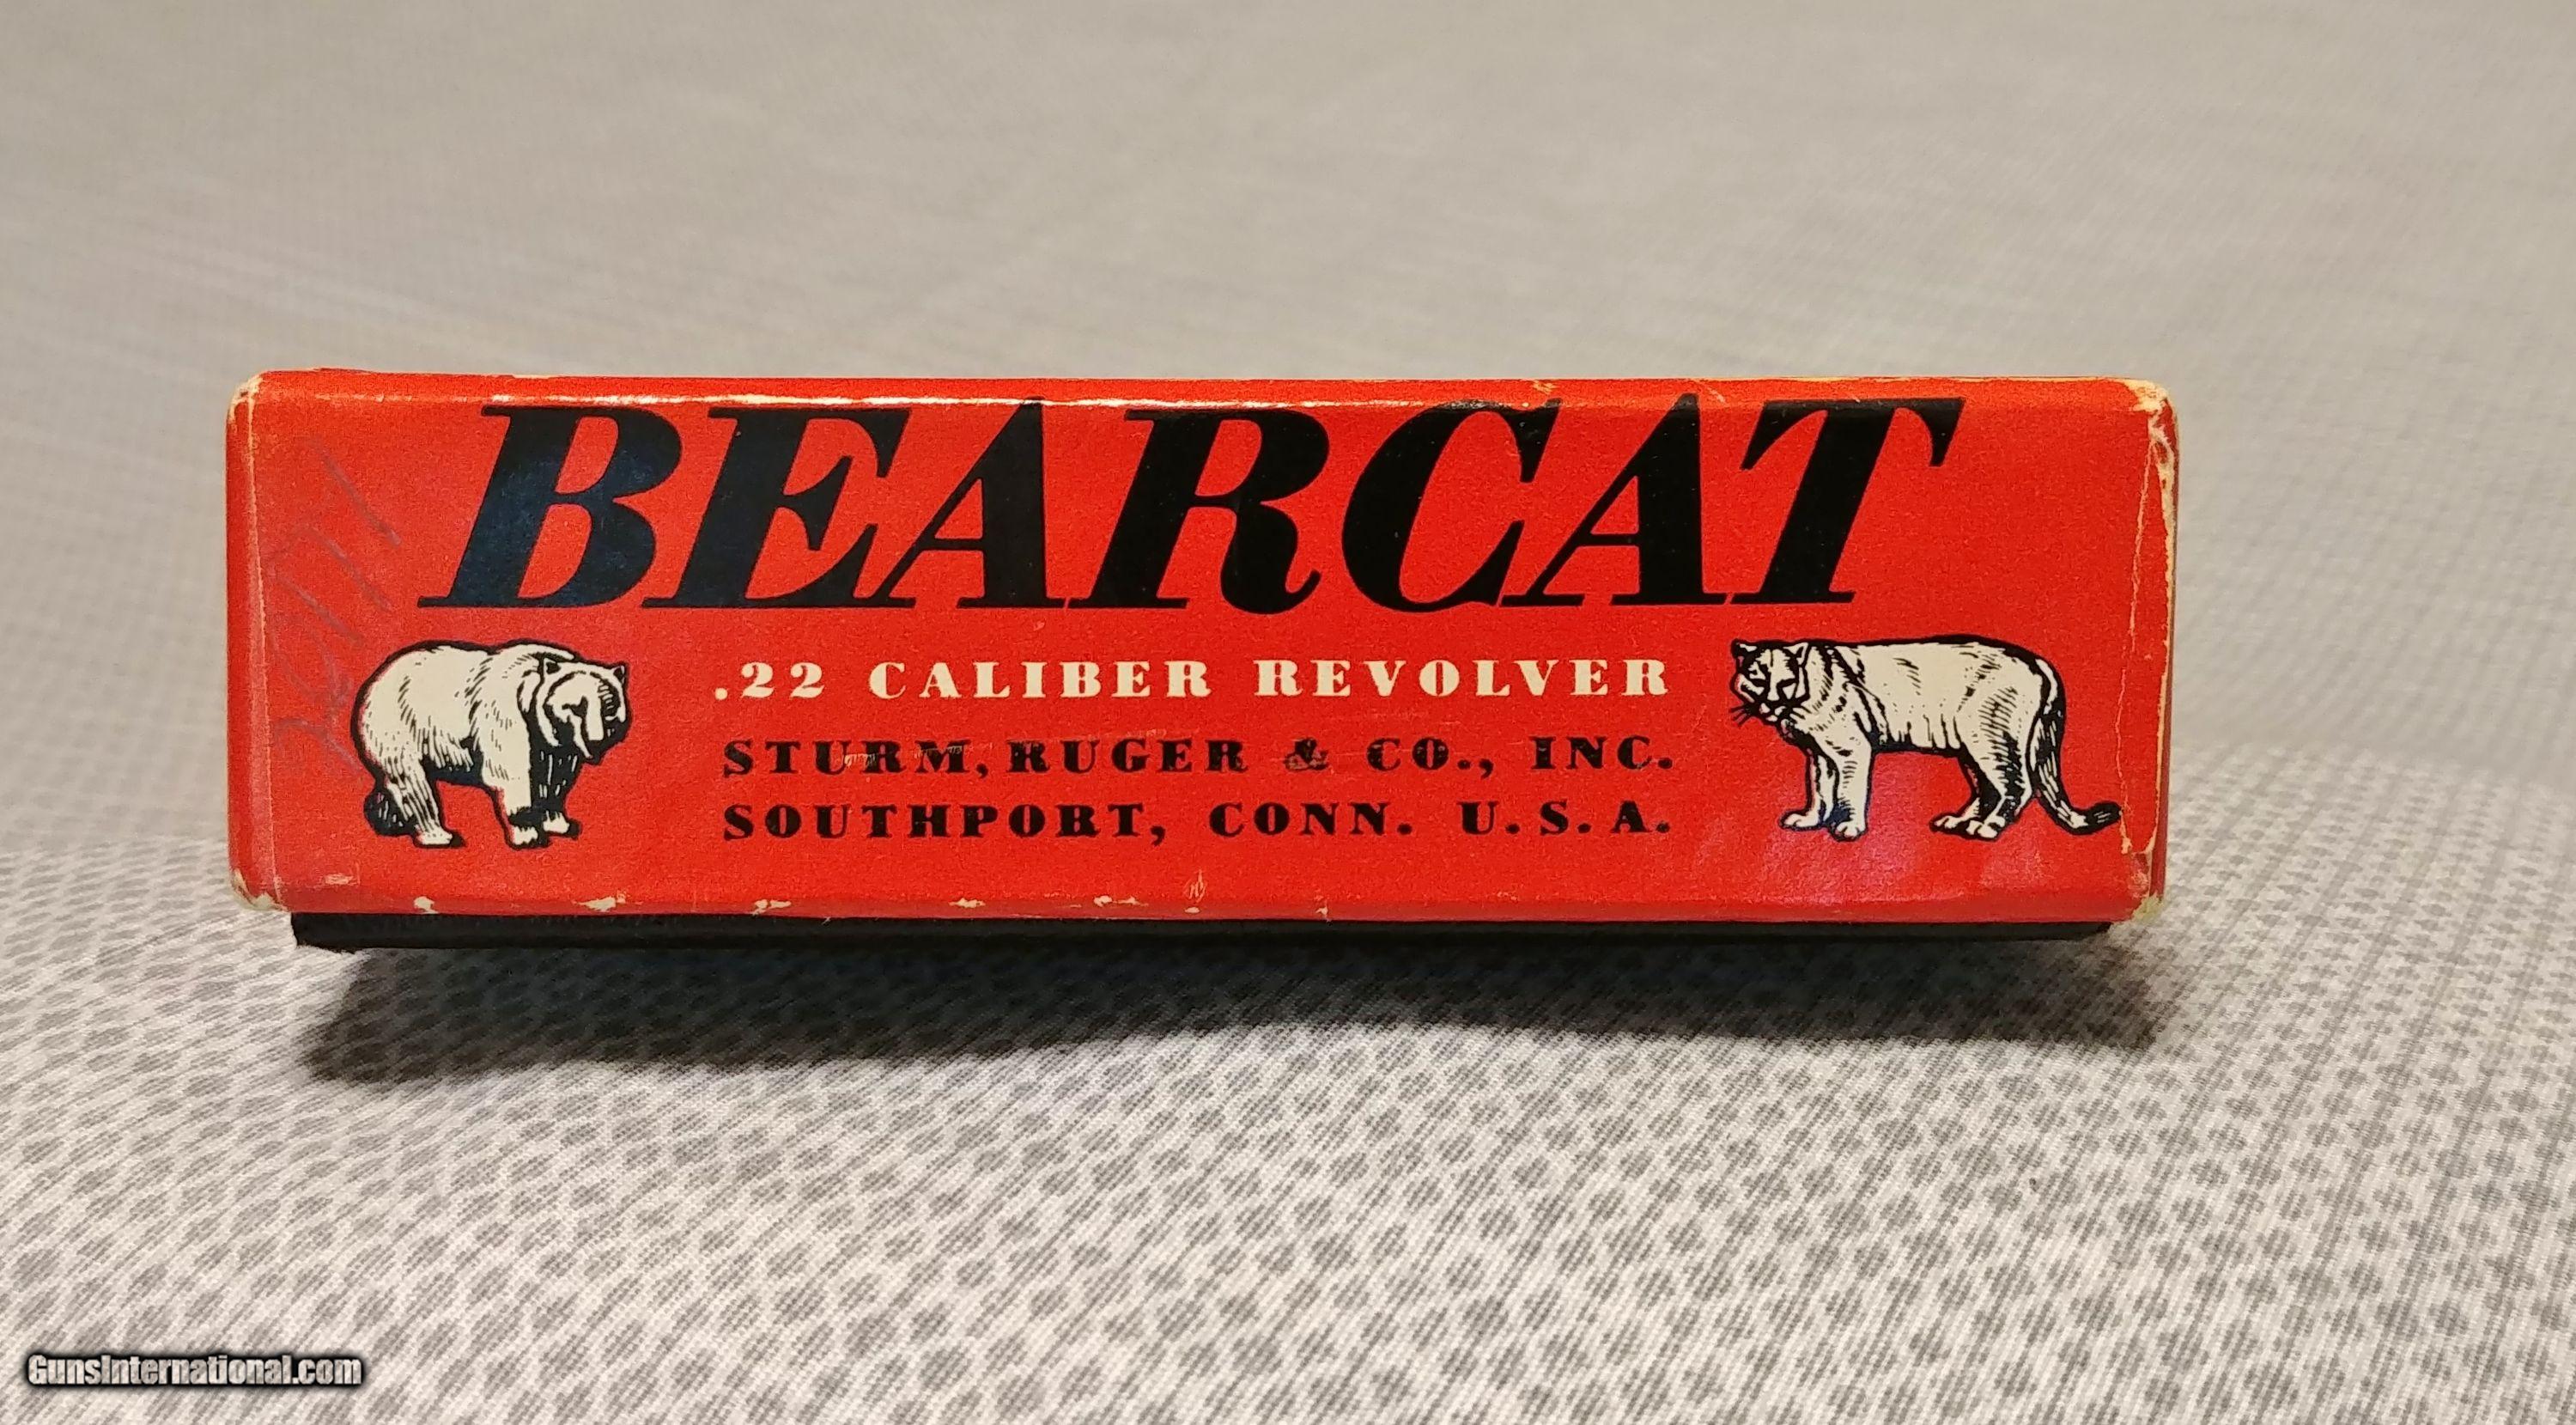 BEARCAT
.22 CALIBER REVOLVER
STURM, RUGER & CO., INC.
SOUTHPORT, CONN. U.S.A.
GunsInternational.com